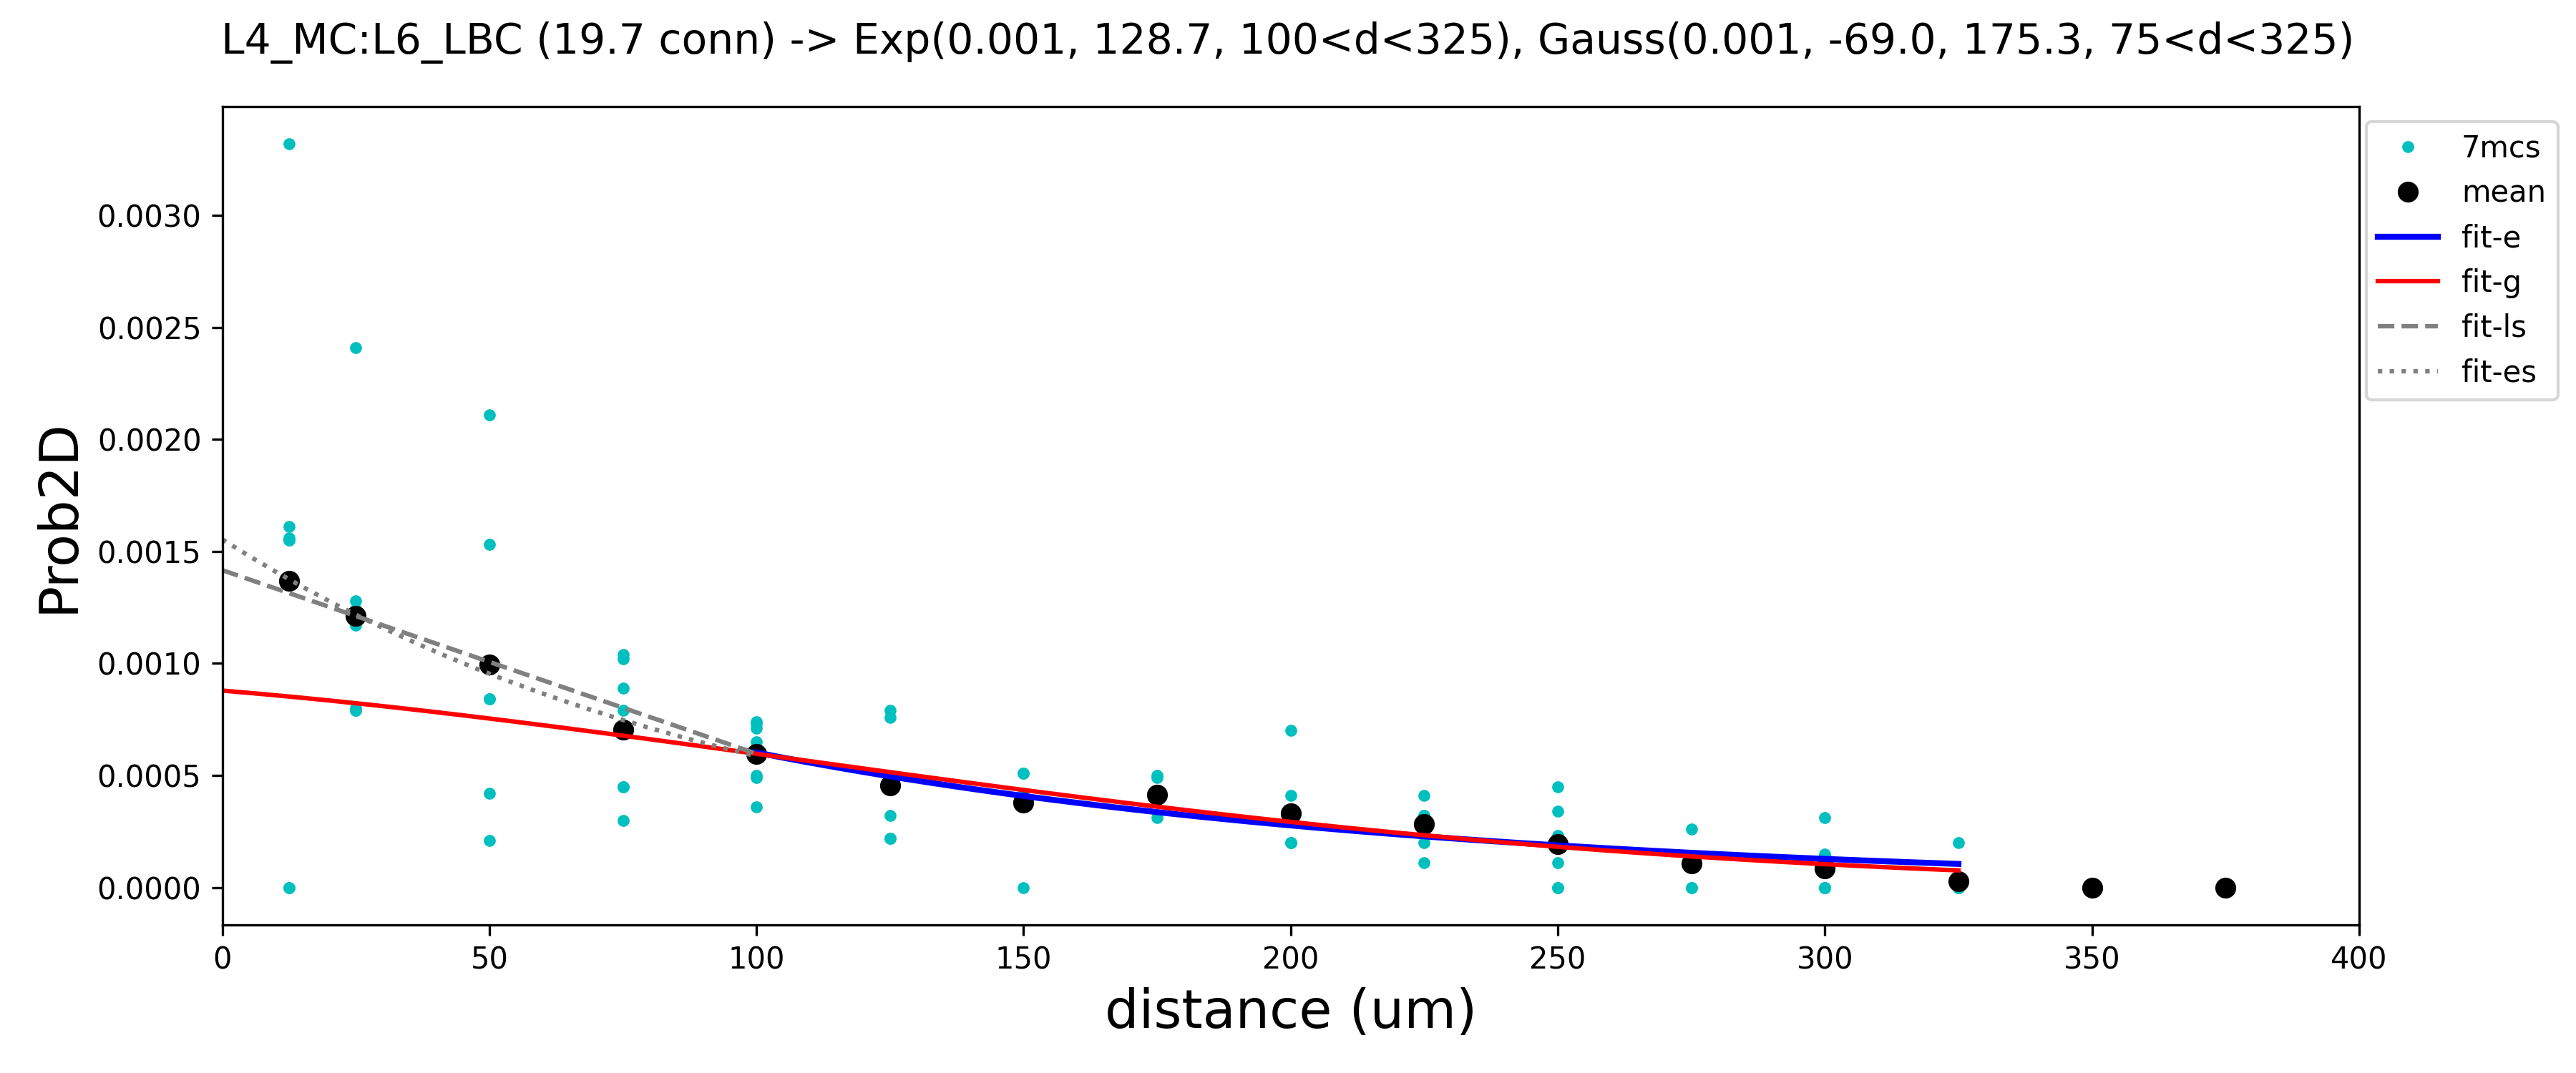 L4_MC:L6_LBC (19.7 conn) -> Exp(0.001, 128.7, 100<d<325), Gauss(0.001, -69.0, 175.3, 75<d<325)
7mcs
mean
fit-e
fit-g
fit-ls
fit-es
Prob2D
0.0030
0.0025
0.0020
0.0015
0.0010
0.0005
0.0000
0 50 100 150 200 250 300 350 400
distance (um)